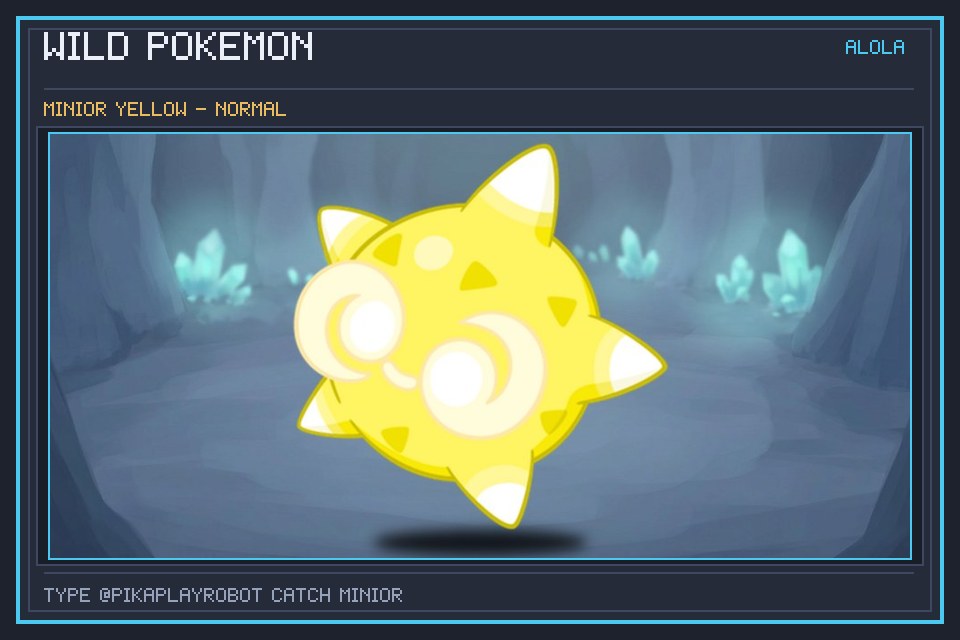 WILD POKEMON
ALOLA
MINIOR YELLOW - NORMAL
TYPE @PIKAPLAYROBOT CATCH MINIOR